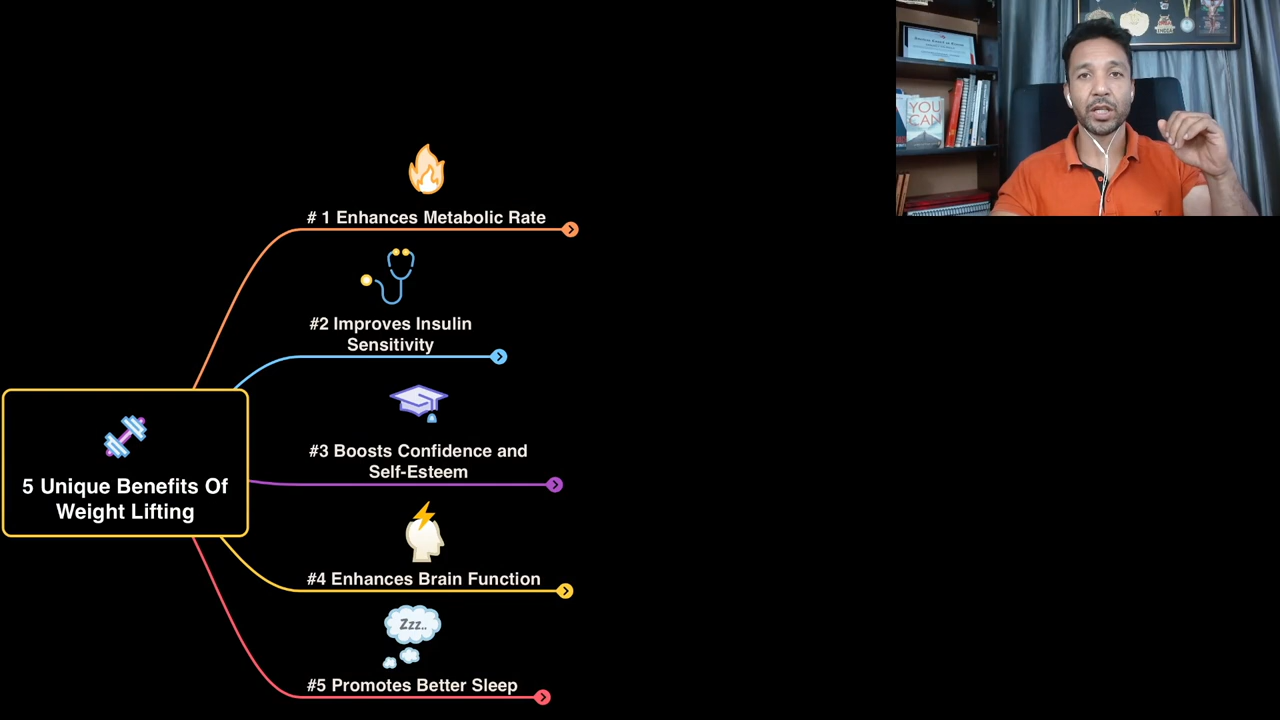 # 1 Enhances Metabolic Rate
#2 Improves Insulin
Sensitivity
#3 Boosts Confidence and
Self-Esteem
5 Unique Benefits Of
Weight Lifting
#4 Enhances Brain Function
Zzz..
#5 Promotes Better Sleep
YOU
CAN